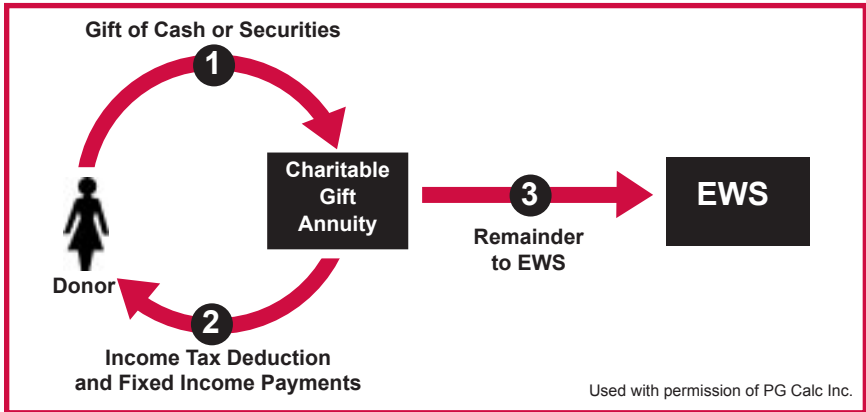 Gift of Cash or Securities
1
Charitable
Gift
Annuity
3
EWS
Remainder
to EWS
Donor
2
Income Tax Deduction
and Fixed Income Payments
Used with permission of PG Calc Inc.